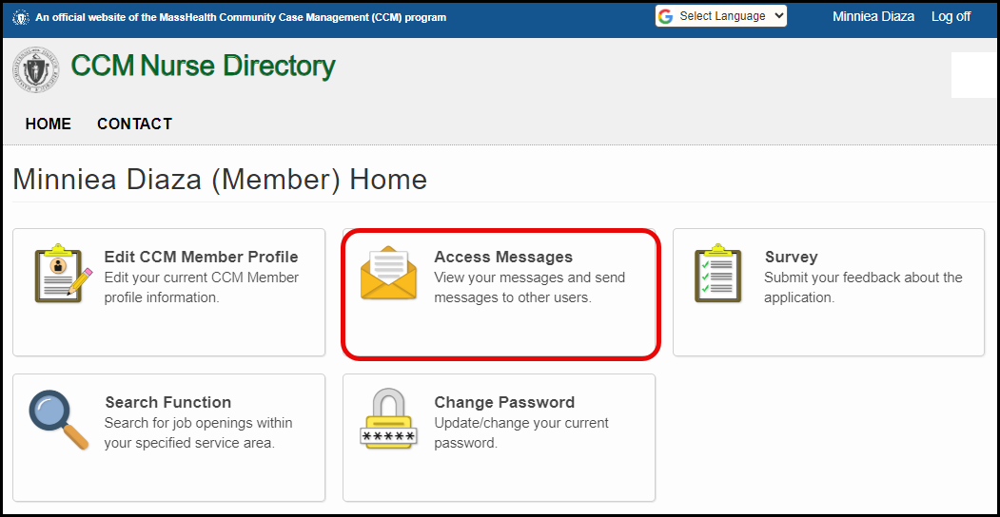 An official website of the MassHealth Community Case Management (CCM) program
Select Language
Minniea Diaza
Log off
CCM Nurse Directory
HOME
CONTACT
Minniea Diaza (Member) Home
Edit CCM Member Profile
Edit your current CCM Member
profile information.
Access Messages
View your messages and send
messages to other users.
Survey
Submit your feedback about the
application.
Search Function
Search for job openings within
your specified service area.
*****
Change Password
Update/change your current
password.